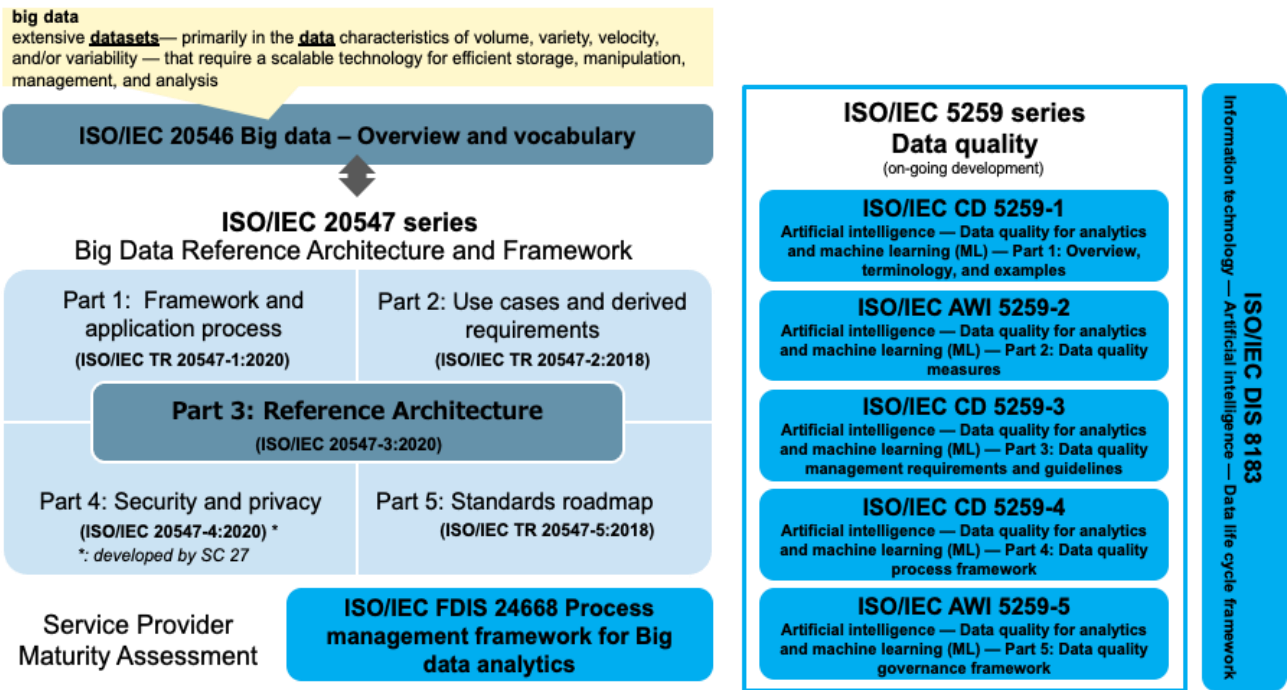 big data
extensive datasets— primarily in the data characteristics of volume, variety, velocity,
and/or variability — that require a scalable technology for efficient storage, manipulation,
management, and analysis
ISO/IEC 20546 Big data – Overview and vocabulary
ISO/IEC 20547 series
Big Data Reference Architecture and Framework
Part 1:  Framework and
application process
(ISO/IEC TR 20547-1:2020)
Part 2: Use cases and derived
requirements
(ISO/IEC TR 20547-2:2018)
Part 3: Reference Architecture
(ISO/IEC 20547-3:2020)
Part 4: Security and privacy
(ISO/IEC 20547-4:2020) *
*: developed by SC 27
Part 5: Standards roadmap
(ISO/IEC TR 20547-5:2018)
Service Provider
Maturity Assessment
ISO/IEC FDIS 24668 Process
management framework for Big
data analytics
ISO/IEC 5259 series
Data quality
(on-going development)
ISO/IEC CD 5259-1
Artificial intelligence — Data quality for analytics
and machine learning (ML) — Part 1: Overview,
terminology, and examples
ISO/IEC AWI 5259-2
Artificial intelligence — Data quality for analytics
and machine learning (ML) — Part 2: Data quality
measures
ISO/IEC CD 5259-3
Artificial intelligence — Data quality for analytics
and machine learning (ML) — Part 3: Data quality
management requirements and guidelines
ISO/IEC CD 5259-4
Artificial intelligence — Data quality for analytics
and machine learning (ML) — Part 4: Data quality
process framework
ISO/IEC AWI 5259-5
Artificial intelligence — Data quality for analytics
and machine learning (ML) — Part 5: Data quality
governance framework
ISO/IEC DIS 8183
Information technology — Artificial intelligence — Data life cycle framework